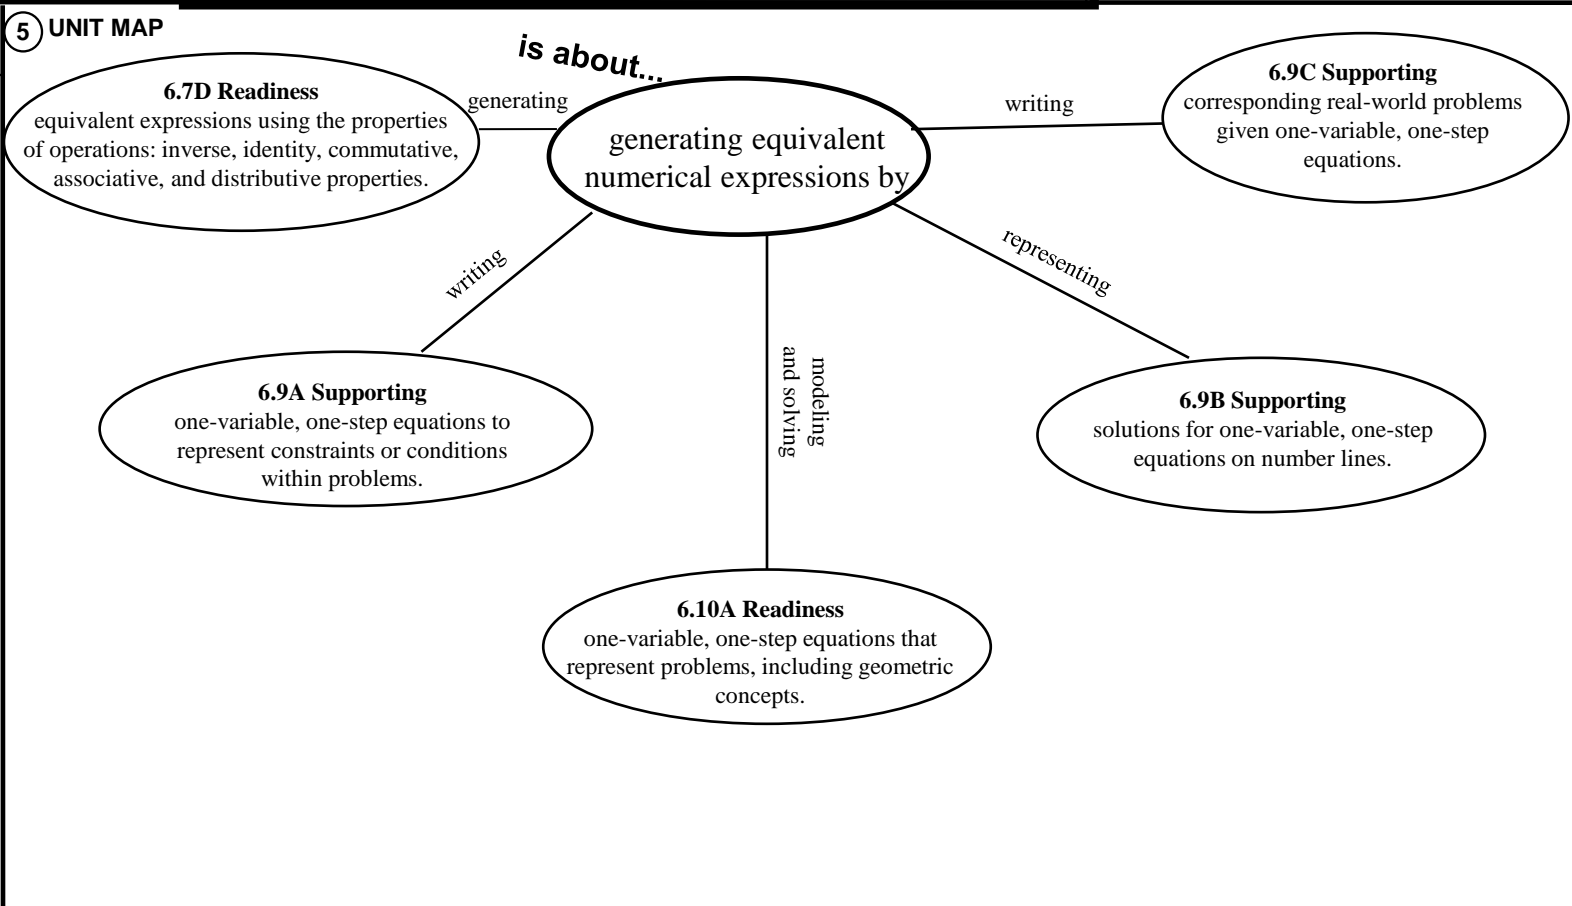 5 UNIT MAP
is about...
generating equivalent
numerical expressions by
generating
6.7D Readiness
equivalent expressions using the properties
of operations: inverse, identity, commutative,
associative, and distributive properties.
writing
6.9A Supporting
one-variable, one-step equations to
represent constraints or conditions
within problems.
modeling
and solving
6.10A Readiness
one-variable, one-step equations that
represent problems, including geometric
concepts.
representing
6.9B Supporting
solutions for one-variable, one-step
equations on number lines.
writing
6.9C Supporting
corresponding real-world problems
given one-variable, one-step
equations.